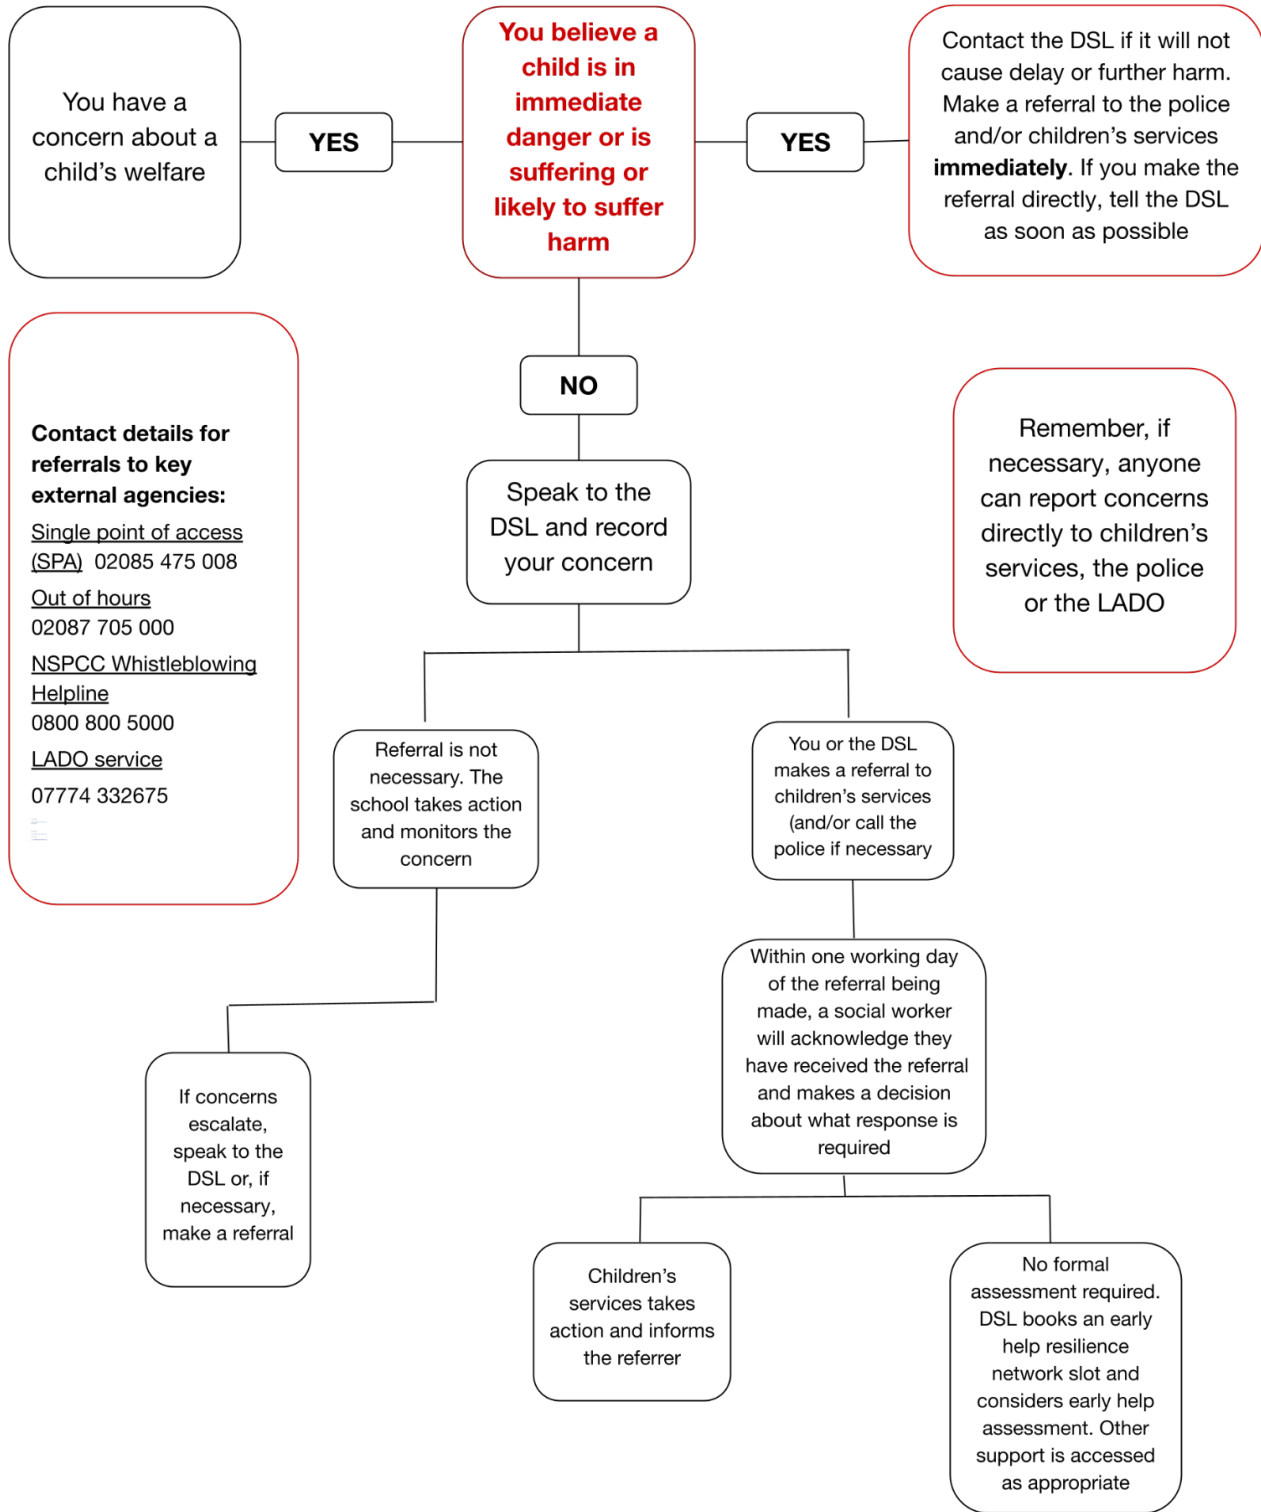 You have a
concern about a
child's welfare
YES
You believe a
child is in
immediate
danger or is
suffering or
likely to suffer
harm
YES
Contact the DSL if it will not
cause delay or further harm.
Make a referral to the police
and/or children's services
immediately. If you make the
referral directly, tell the DSL
as soon as possible
NO
Contact details for
referrals to key
external agencies:
Single point of access
(SPA) 02085 475 008
Out of hours
02087 705 000
NSPCC Whistleblowing
Helpline
0800 800 5000
LADO service
07774 332675
Speak to the
DSL and record
your concern
Remember, if
necessary, anyone
can report concerns
directly to children's
services, the police
or the LADO
Referral is not
necessary. The
school takes action
and monitors the
concern
You or the DSL
makes a referral to
children's services
(and/or call the
police if necessary
If concerns
escalate,
speak to the
DSL or, if
necessary,
make a referral
Within one working day
of the referral being
made, a social worker
will acknowledge they
have received the referral
and makes a decision
about what response is
required
Children's
services takes
action and informs
the referrer
No formal
assessment required.
DSL books an early
help resilience
network slot and
considers early help
assessment. Other
support is accessed
as appropriate